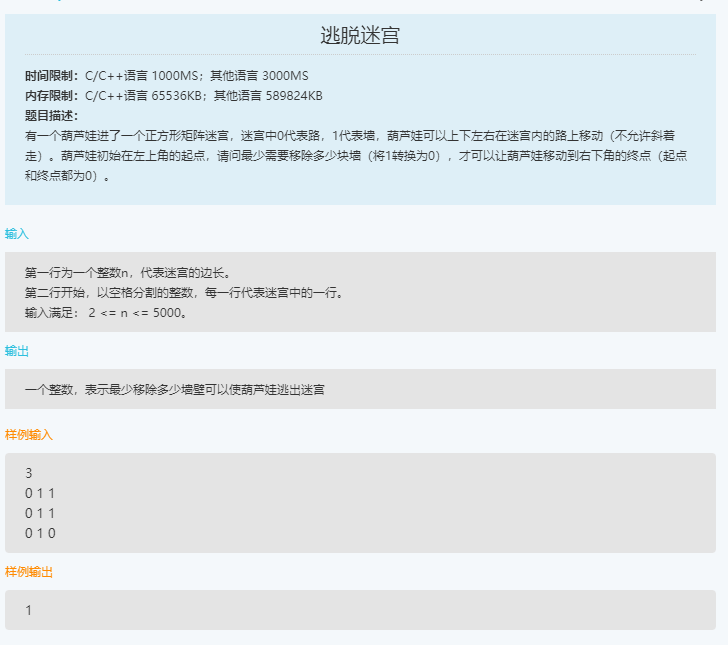 逃脱迷宫
时间限制：C/C++语言 1000MS；其他语言 3000MS
内存限制：C/C++语言 65536KB；其他语言 589824KB
题目描述：
有一个葫芦娃进了一个正方形矩阵迷宫，迷宫中0代表路，1代表墙，葫芦娃可以上下左右在迷宫内的路上移动（不允许斜着
走）。葫芦娃初始在左上角的起点，请问最少需要移除多少块墙（将1转换为0），才可以让葫芦娃移动到右下角的终点（起点
和终点都为0）。
输入
第一行为一个整数n，代表迷宫的边长。
第二行开始，以空格分割的整数，每一行代表迷宫中的一行。
输入满足： 2 <= n <= 5000。
输出
一个整数，表示最少移除多少墙壁可以使葫芦娃逃出迷宫
样例输入
3
0 1 1
0 1 1
0 1 0
样例输出
1